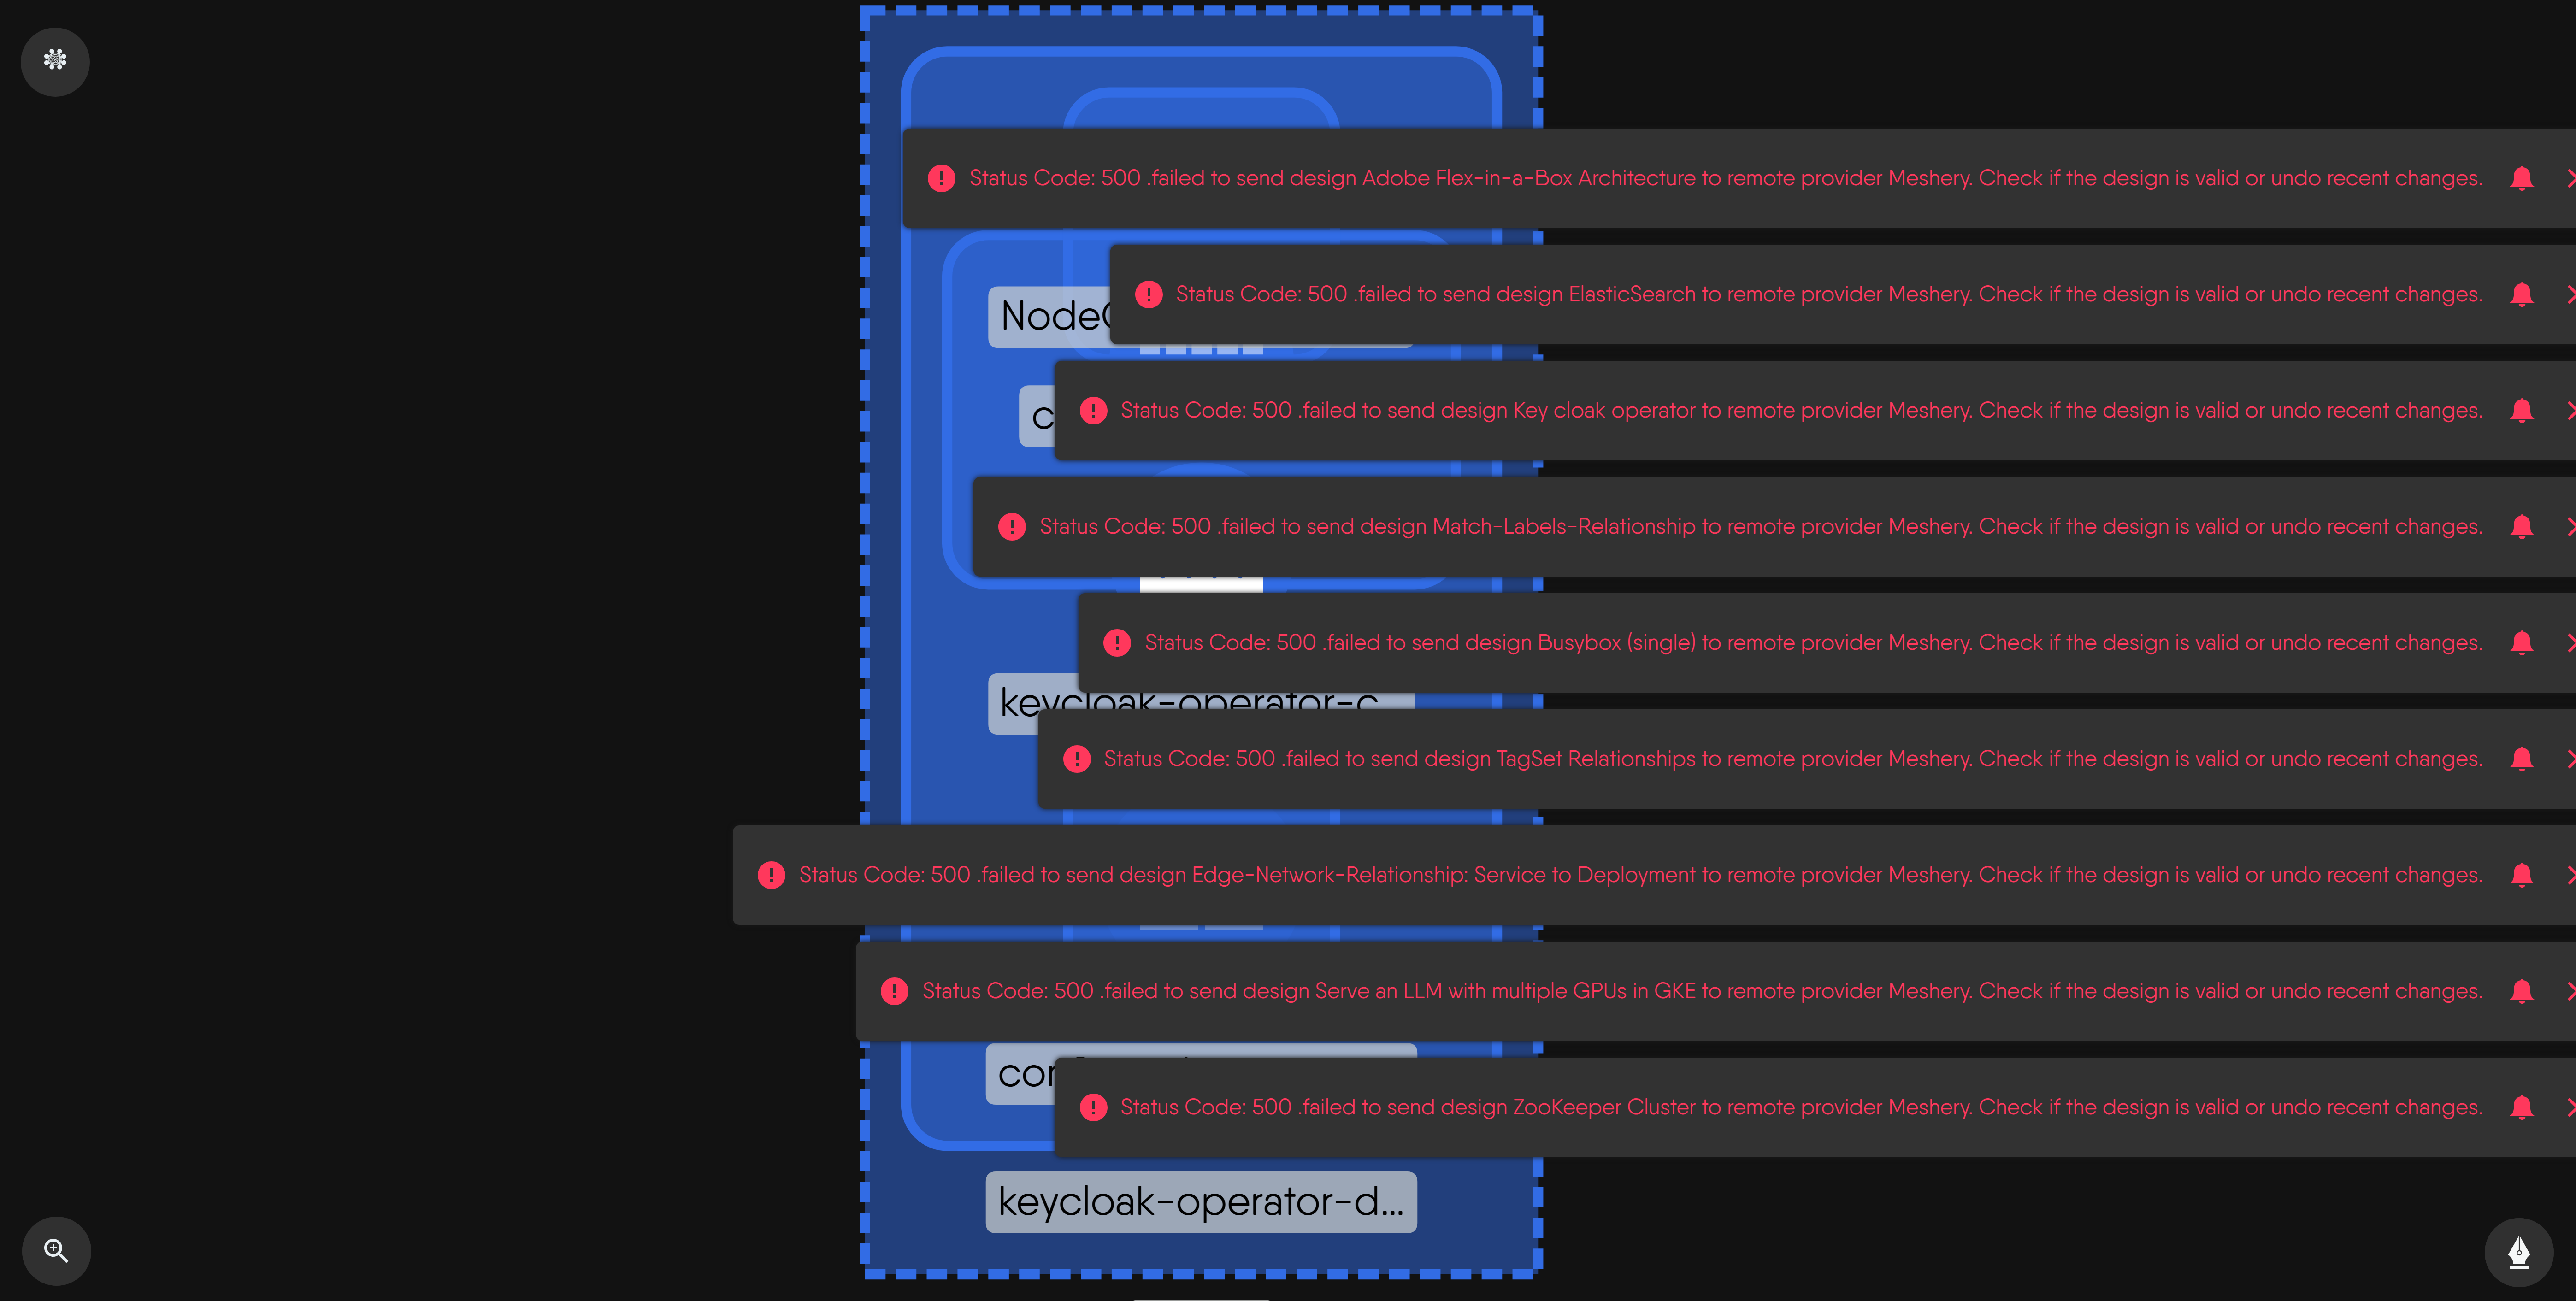 Status Code: 500 .failed to send design Adobe Flex-in-a-Box Architecture to remote provider Meshery. Check if the design is valid or undo recent changes.
Status Code: 500 .failed to send design ElasticSearch to remote provider Meshery. Check if the design is valid or undo recent changes.
Status Code: 500 .failed to send design Key cloak operator to remote provider Meshery. Check if the design is valid or undo recent changes.
Status Code: 500 .failed to send design Match-Labels-Relationship to remote provider Meshery. Check if the design is valid or undo recent changes.
Status Code: 500 .failed to send design Busybox (single) to remote provider Meshery. Check if the design is valid or undo recent changes.
keycloak-operator-c
Status Code: 500 .failed to send design TagSet Relationships to remote provider Meshery. Check if the design is valid or undo recent changes.
Status Code: 500 .failed to send design Edge-Network-Relationship: Service to Deployment to remote provider Meshery. Check if the design is valid or undo recent changes.
Status Code: 500 .failed to send design Serve an LLM with multiple GPUs in GKE to remote provider Meshery. Check if the design is valid or undo recent changes.
Status Code: 500 .failed to send design ZooKeeper Cluster to remote provider Meshery. Check if the design is valid or undo recent changes.
keycloak-operator-d...